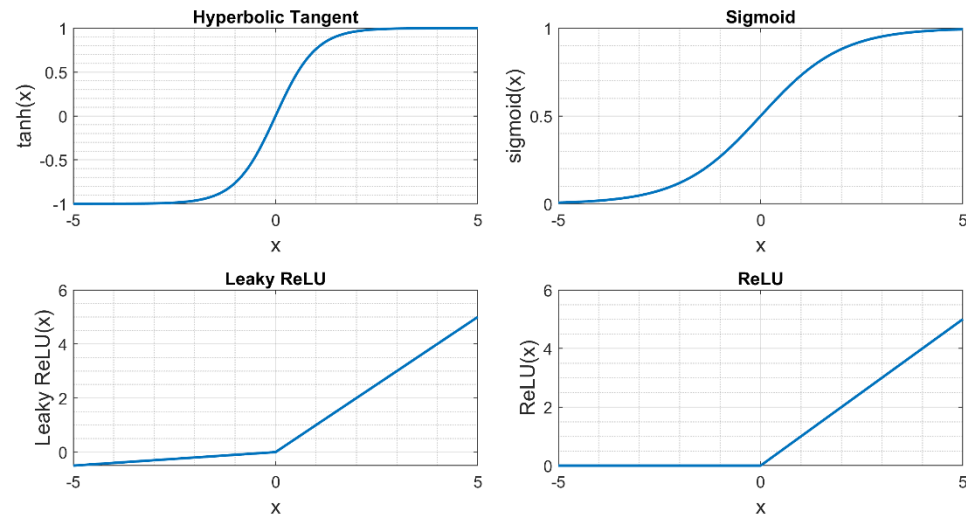 Hyperbolic Tangent
1
0.5
0
-0.5
-1
tanh(x)
-5
0
5
x
Sigmoid
1
0.5
0
sigmoid(x)
-5
0
5
x
Leaky ReLU
6
4
2
0
Leaky ReLU(x)
-5
0
5
x
ReLU
6
4
2
0
ReLU(x)
-5
0
5
x